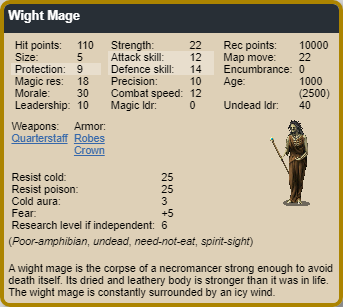 Wight Mage
Hit points: 110 Strength: 22 Rec points: 10000
Size: 5 Attack skill: 12 Map move: 22
Protection: 9 Defence skill: 14 Encumbrance: 0
Magic res: 18 Precision: 10 Age: 1000
Morale: 30 Combat speed: 12 (2500)
Leadership: 10 Magic ldr: 0 Undead ldr: 40
Weapons: Armor:
Quarterstaff Robes
Crown
Resist cold: 25
Resist poison: 25
Cold aura: 3
Fear: +5
Research level if independent: 6
(Poor-amphibian, undead, need-not-eat, spirit-sight)
A wight mage is the corpse of a necromancer strong enough to avoid
death itself. Its dried and leathery body is stronger than it was in life.
The wight mage is constantly surrounded by an icy wind.